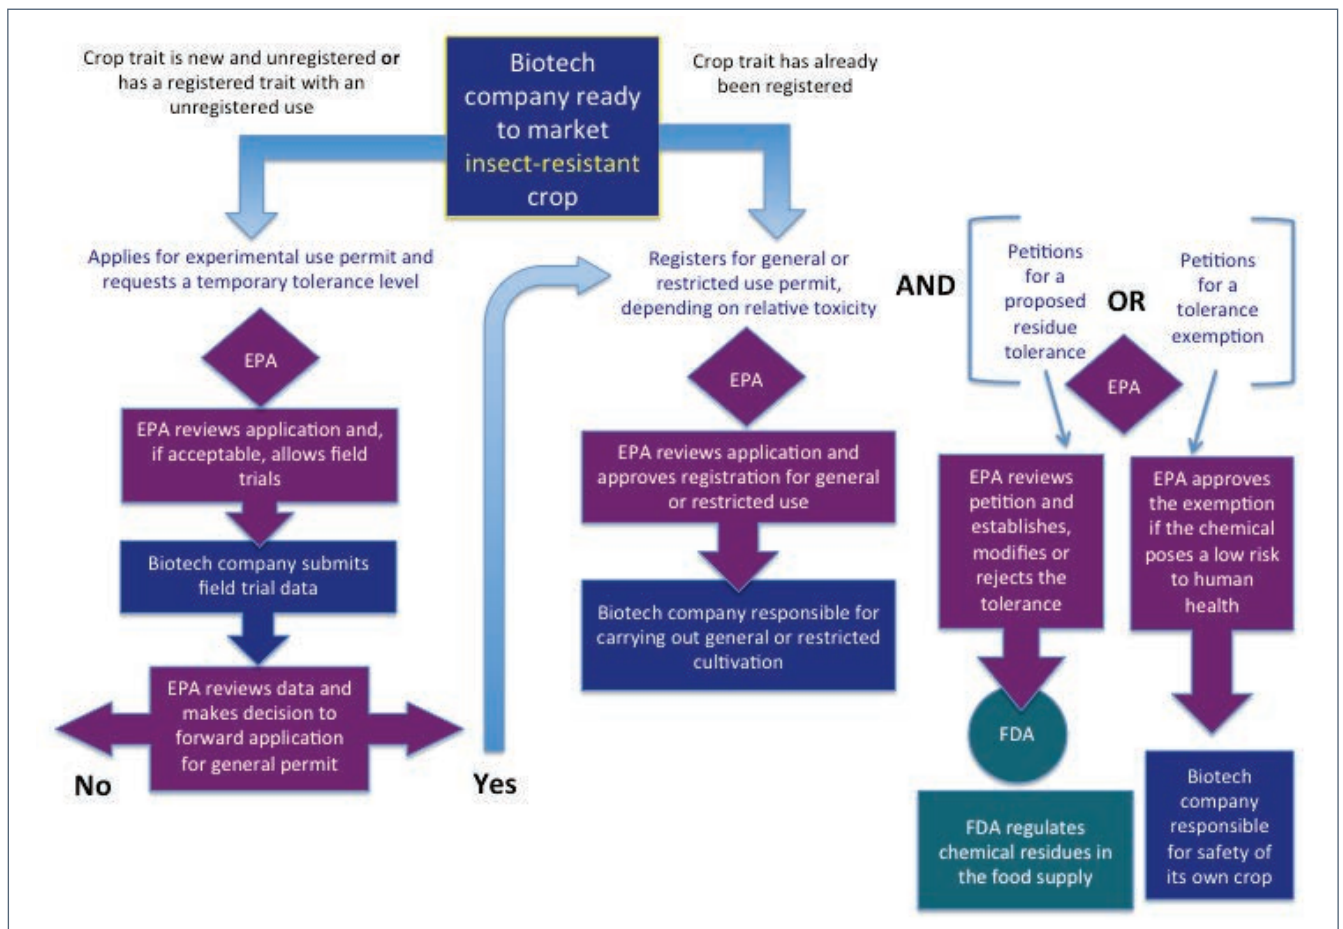 Crop trait is new and unregistered or
has a registered trait with an
unregistered use
Biotech
company ready
to market
insect-resistant
crop
Crop trait has already
been registered
Applies for experimental use permit and
requests a temporary tolerance level
EPA
EPA reviews application and,
if acceptable, allows field
trials
Biotech company submits
field trial data
EPA reviews data and
makes decision to
forward application
for general permit
No
Yes
Registers for general or
restricted use permit,
depending on relative toxicity
EPA
EPA reviews application and
approves registration for general
or restricted use
Biotech company responsible for
carrying out general or restricted
cultivation
AND
Petitions
for a
proposed
residue
tolerance
OR
Petitions
for a
tolerance
exemption
EPA
EPA reviews
petition and
establishes,
modifies or
rejects the
tolerance
FDA
FDA regulates
chemical residues in
the food supply
EPA approves
the exemption
if the chemical
poses a low risk
to human
health
Biotech
company
responsible
for safety of
its own crop